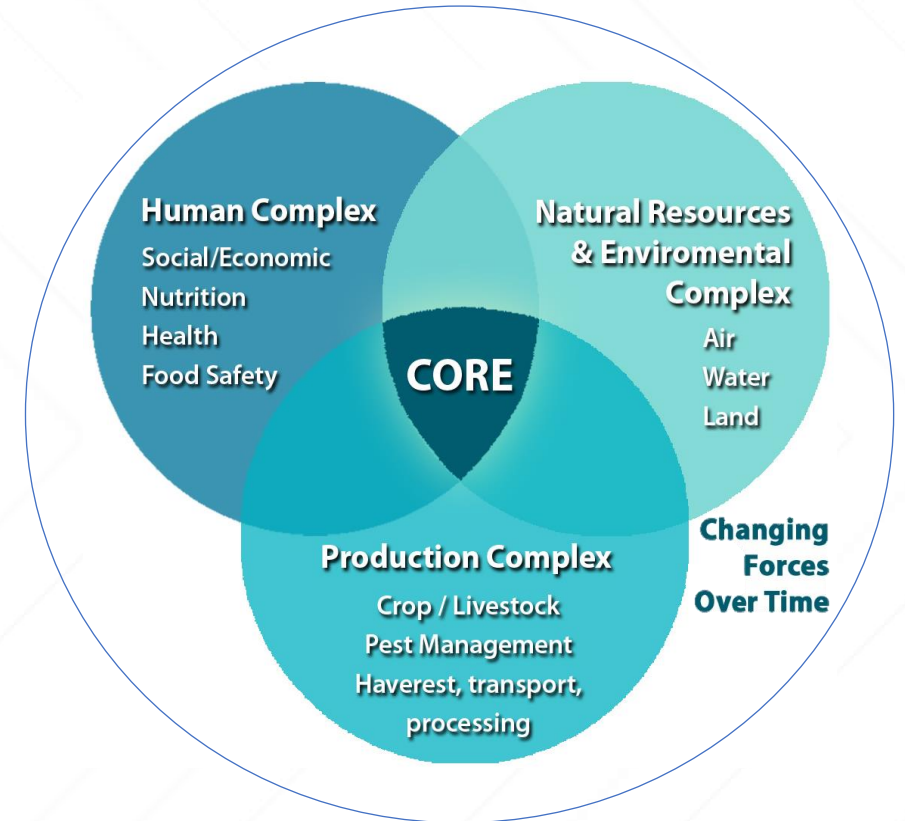 Human Complex
Social/Economic
Nutrition
Health
Food Safety
Natural Resources
& Enviromental
Complex
Air
Water
Land
CORE
Production Complex
Crop / Livestock
Pest Management
Haverest, transport,
processing
Changing
Forces
Over Time